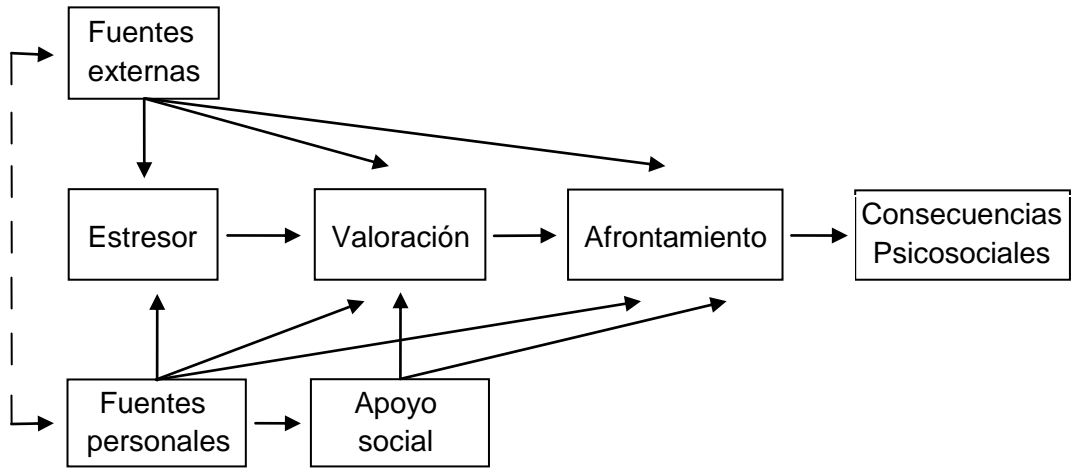 Fuentes
externas
Estresor
Valoración
Afrontamiento
Consecuencias
Psicosociales
Fuentes
personales
Apoyo
social